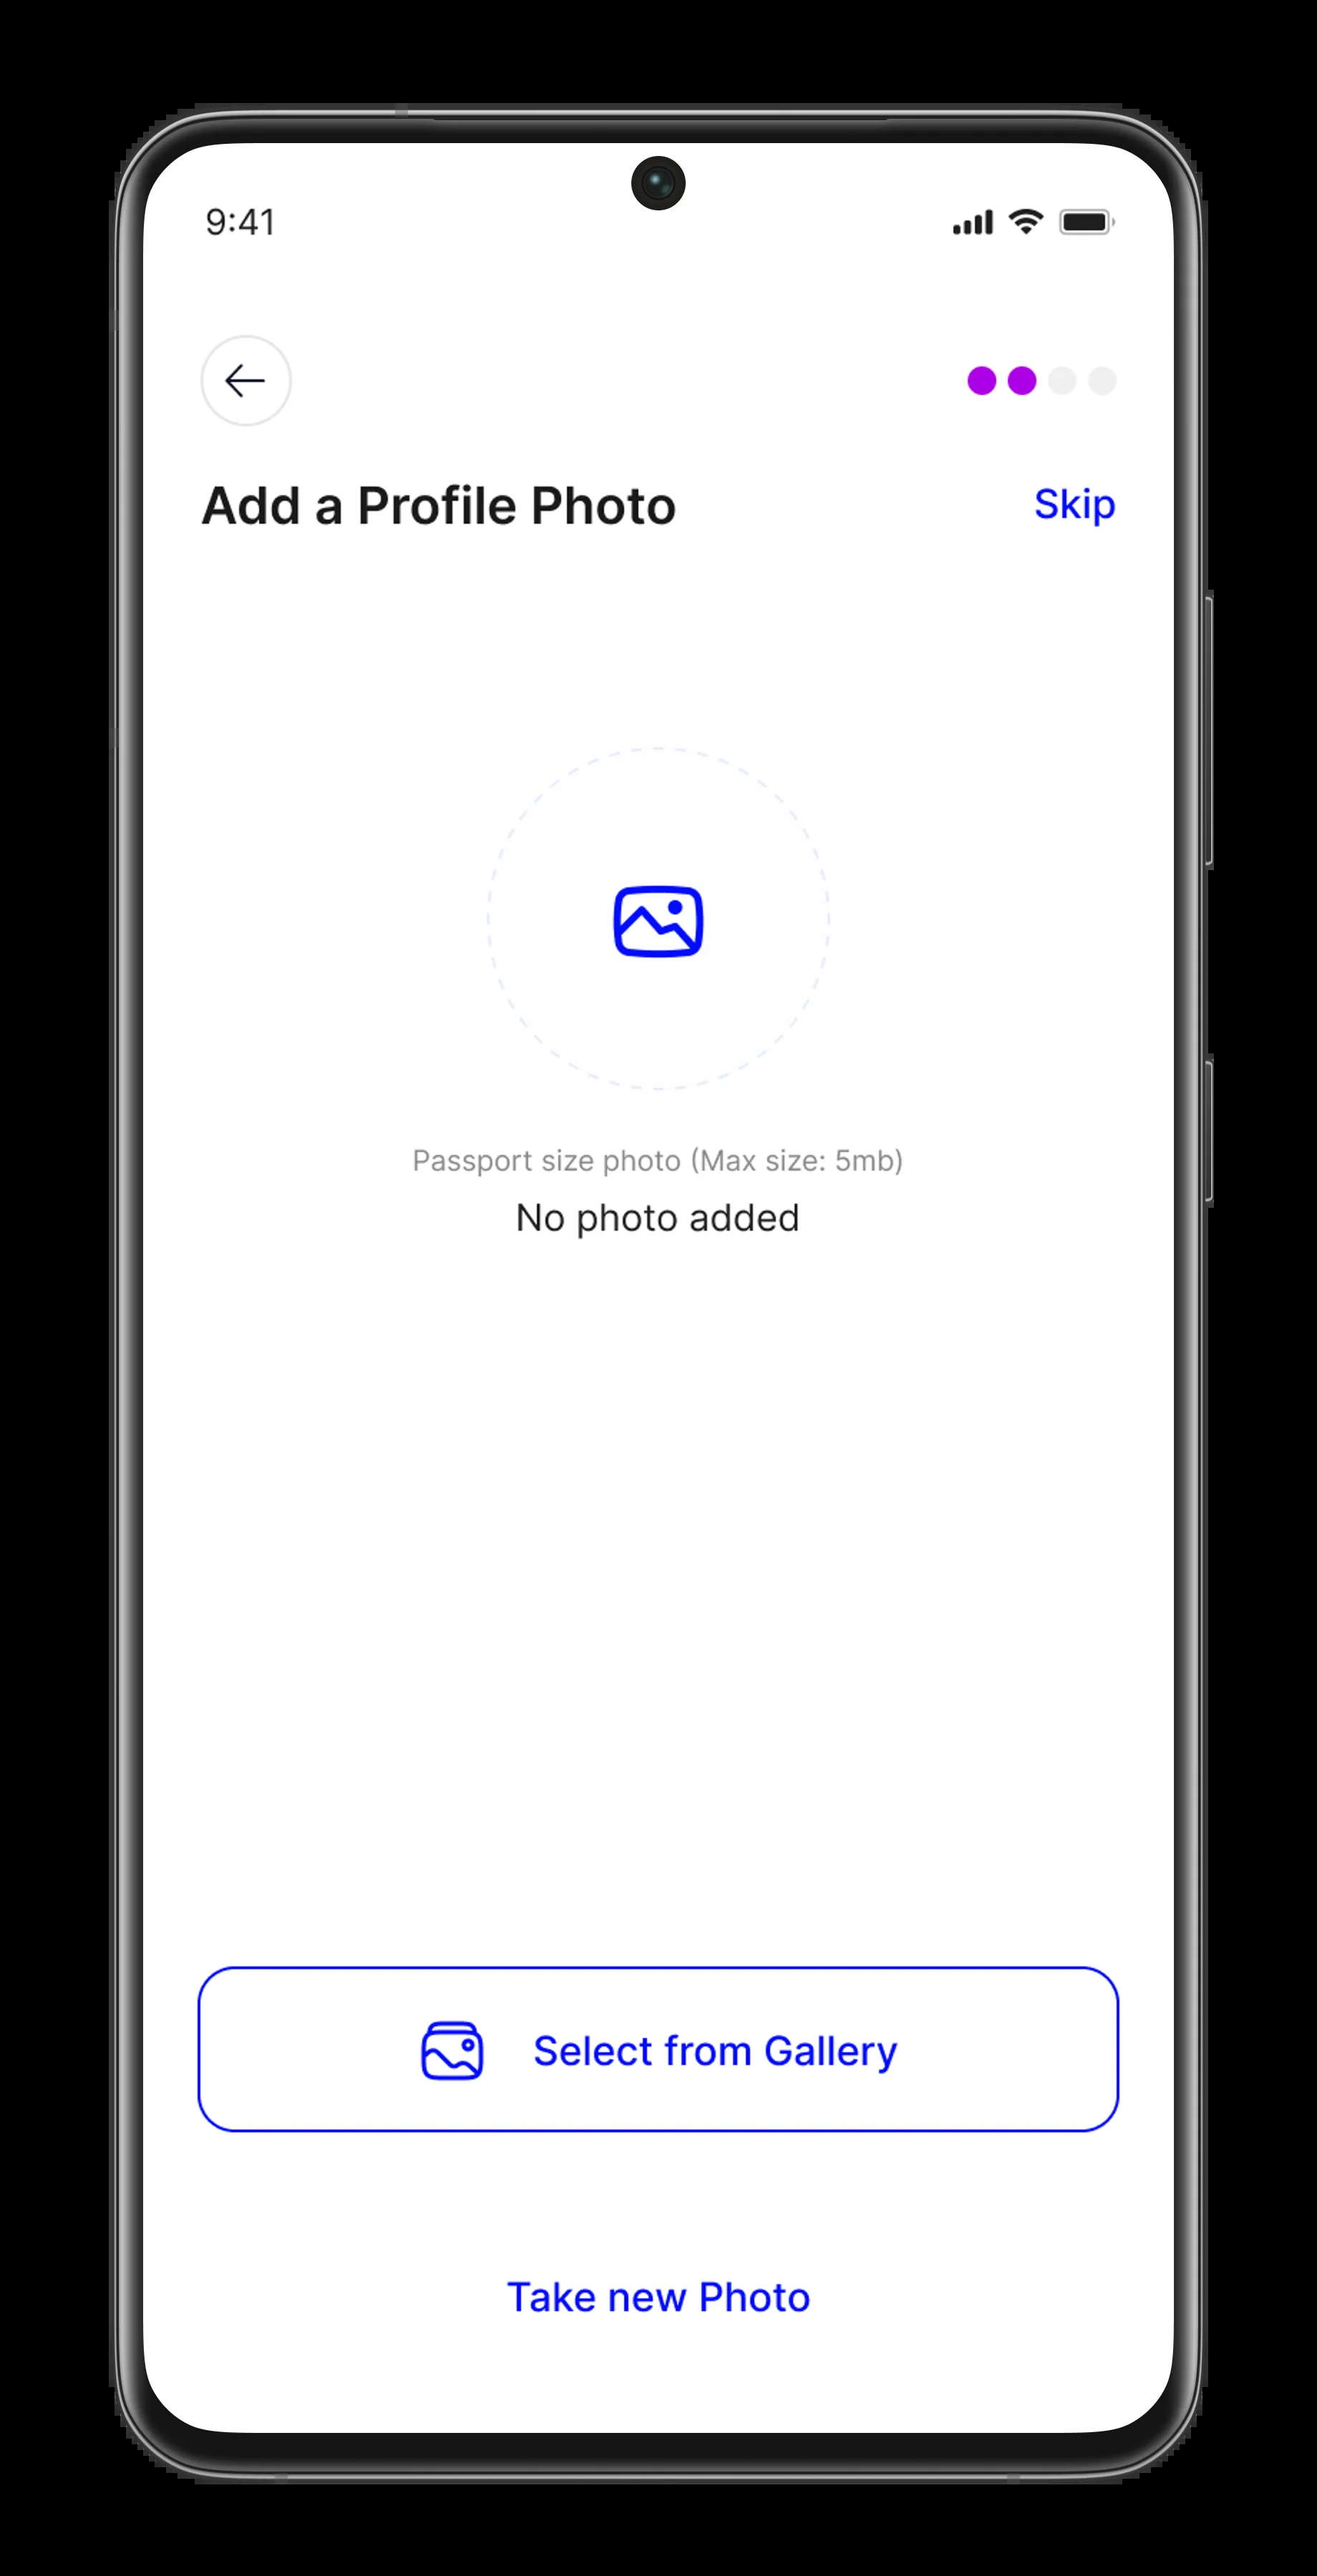 9:41
Add a Profile Photo
Skip
Passport size photo (Max size: 5mb)
No photo added
Select from Gallery
Take new Photo